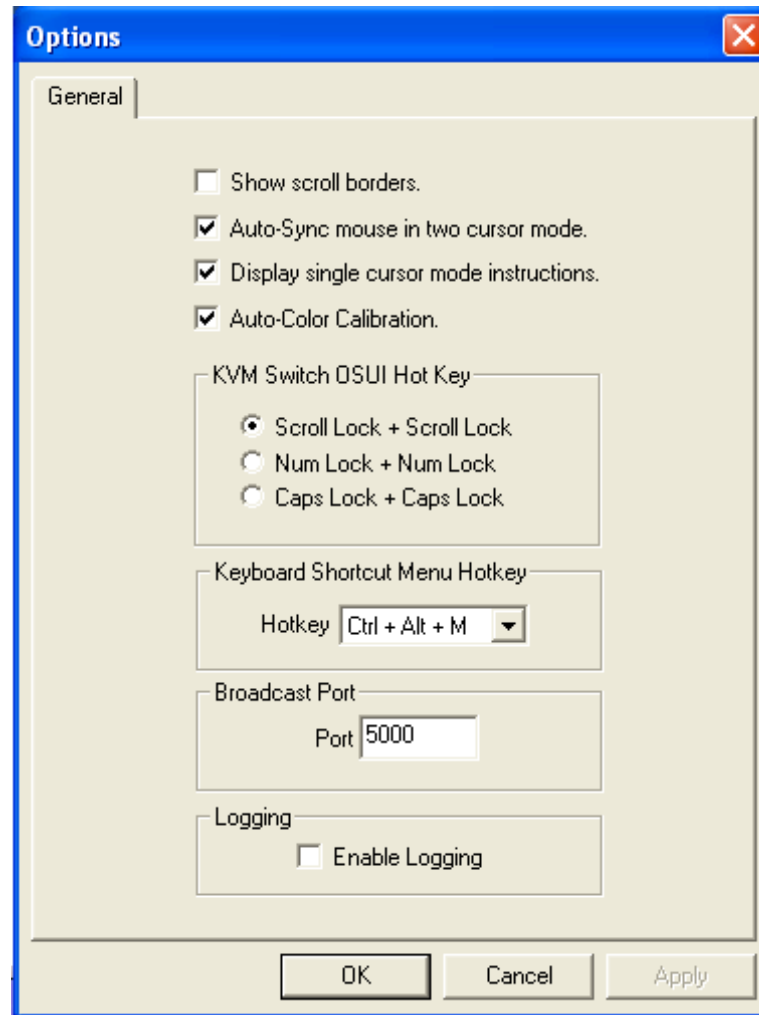 Options
General
Show scroll borders.
Auto-Sync mouse in two cursor mode.
Display single cursor mode instructions.
Auto-Color Calibration.
KVM Switch OSUI Hot Key
Scroll Lock + Scroll Lock
Num Lock + Num Lock
Caps Lock + Caps Lock
Keyboard Shortcut Menu Hotkey
Hotkey Ctrl + Alt + M
Broadcast Port
Port 5000
Logging
Enable Logging
OK Cancel Apply